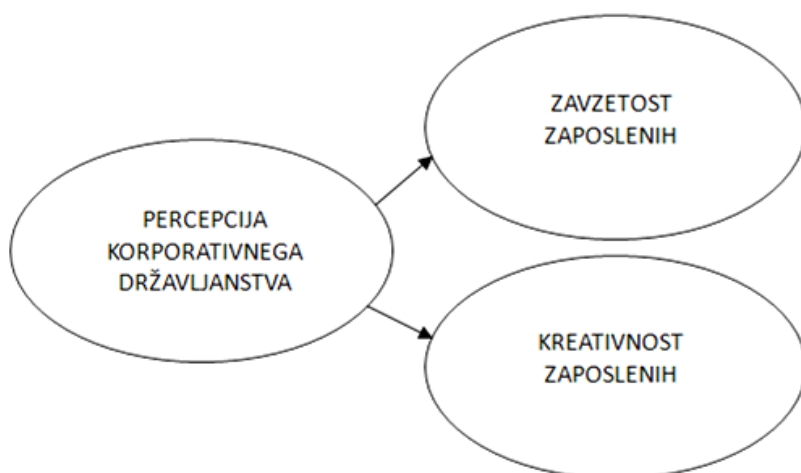 PERCEPCIJA
KORPORATIVNEGA
DRŽAVLJANSTVA
ZAVZETOST
ZAPOSLENIH
KREATIVNOST
ZAPOSLENIH